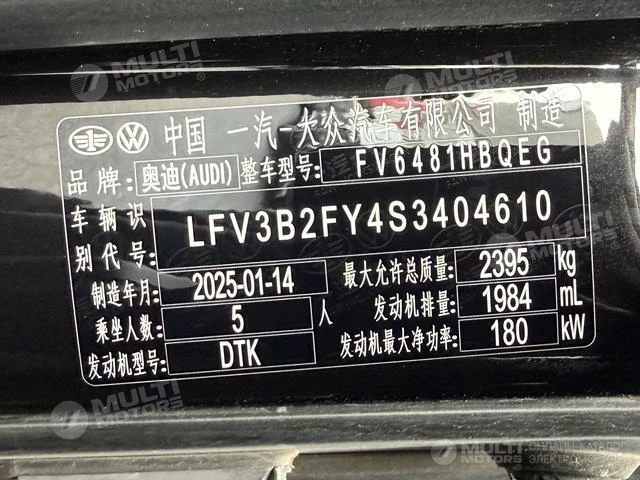 中国 一汽-大众汽车有限公司 制造
品牌: 奥迪(AUDI) 整车型号: FV6481HBQEG
车辆识别代号: LFV3B2FY4S3404610
制造年月: 2025-01-14 最大允许总质量: 2395 kg
乘坐人数: 5 人 发动机排量: 1984 mL
发动机型号: DTK 发动机最大净功率: 180 kW
MULTI MOTORS